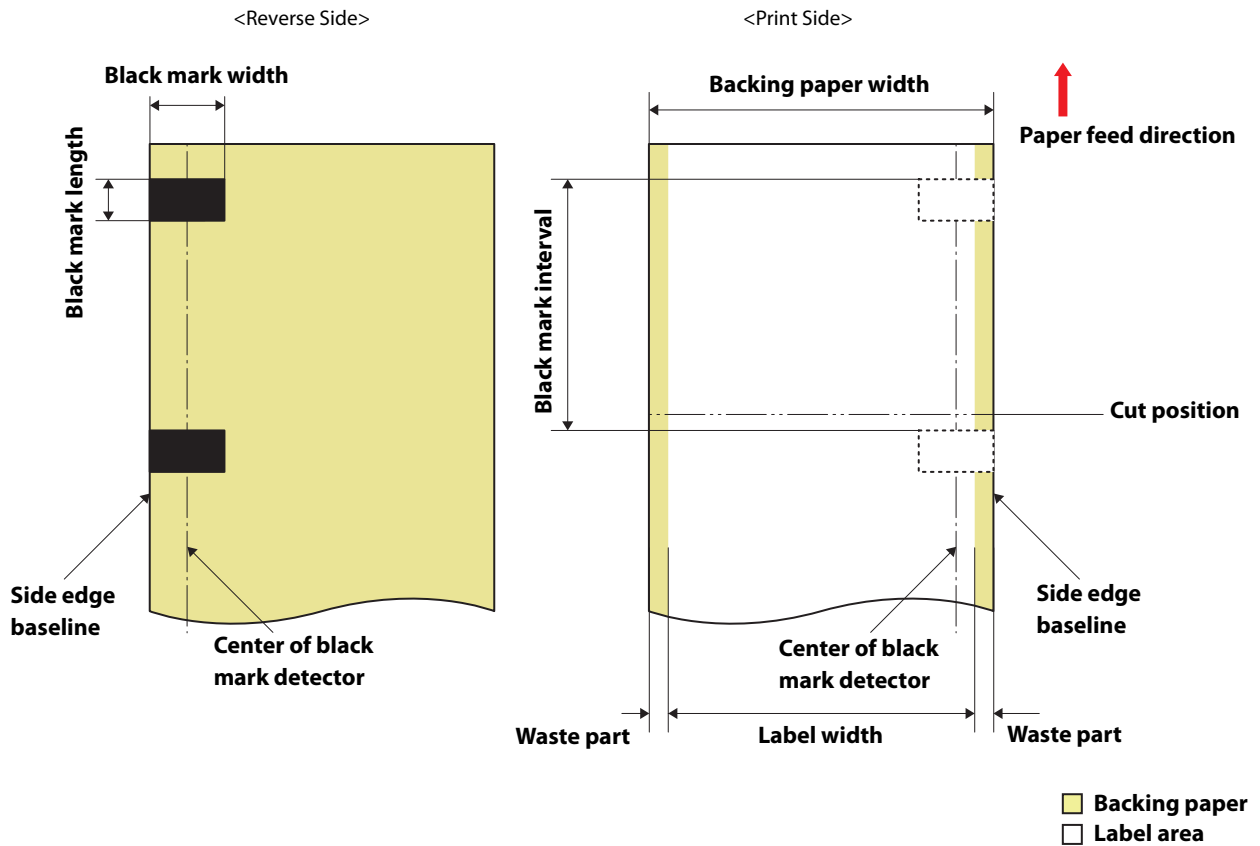 <Reverse Side>
<Print Side>
Black mark width
Backing paper width
Paper feed direction
Black mark length
Black mark interval
Cut position
Side edge
baseline
Center of black
mark detector
Center of black
mark detector
Side edge
baseline
Waste part
Label width
Waste part
Backing paper
Label area